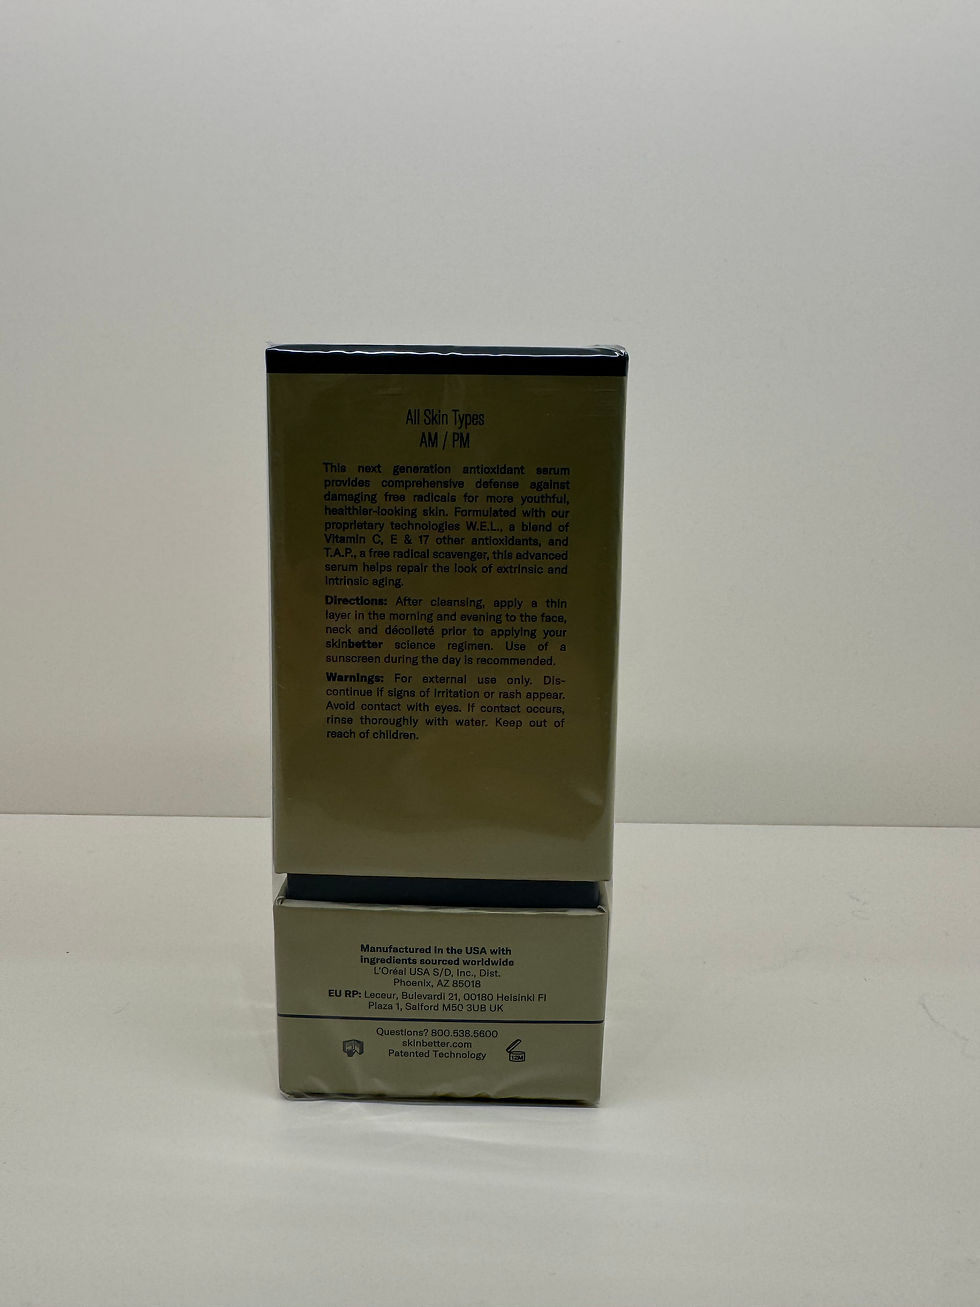 All Skin Types
AM / PM
This next generation antioxidant serum
provides comprehensive defense against
damaging free radicals for more youthful,
healthier-looking skin. Formulated with our
proprietary technologies W.E.L., a blend of
Vitamin C, E & 17 other antioxidants, and
T.A.P., a free radical scavenger, this advanced
serum helps repair the look of extrinsic and
intrinsic aging.
Directions: After cleansing, apply a thin
layer in the morning and evening to the face,
neck and décolleté prior to applying your
skinbetter science regimen. Use of a
sunscreen during the day is recommended.
Warnings: For external use only. Dis-
continue if signs of irritation or rash appear.
Avoid contact with eyes. If contact occurs,
rinse thoroughly with water. Keep out of
reach of children.
Manufactured in the USA with
ingredients sourced worldwide
L'Oréal USA S/D, Inc., Dist.
Phoenix, AZ 85018
EU RP: Leceur, Bulevardi 21, 00180 Helsinki FI
Plaza 1, Salford M50 3UB UK
Questions? 800.538.5600
skinbetter.com
Patented Technology
12M